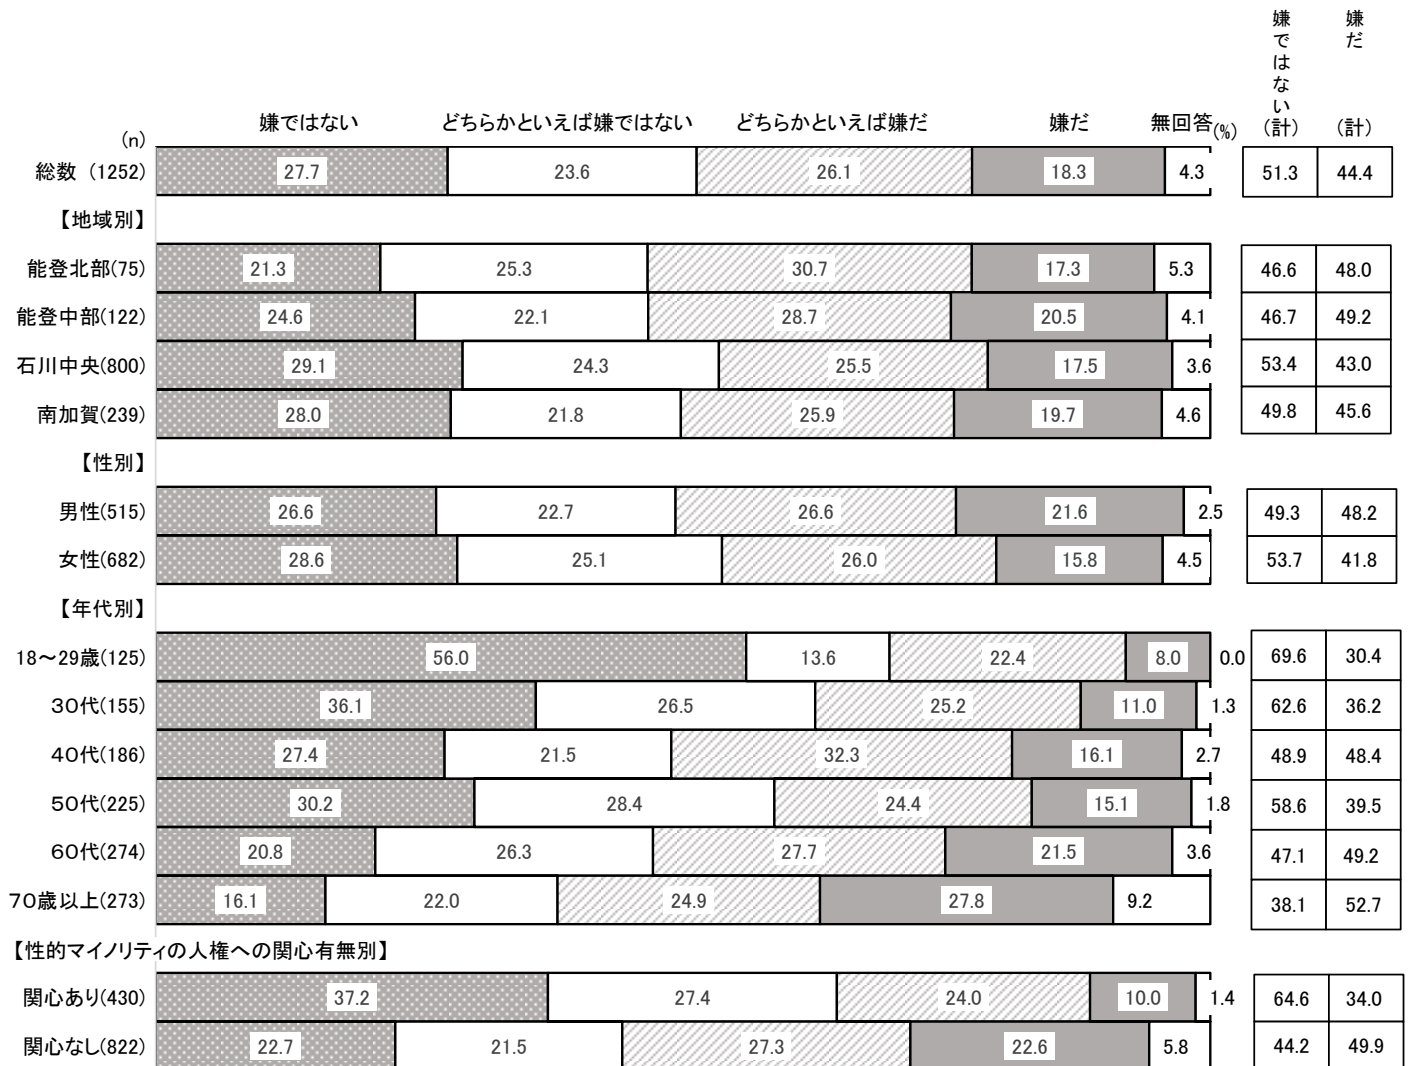 嫌ではない（計）
嫌だ（計）
嫌ではない どちらかといえば嫌ではない どちらかといえば嫌だ 嫌だ 無回答
(n) (%)
総数 (1252) 27.7 23.6 26.1 18.3 4.3 51.3 44.4
【地域別】
能登北部(75) 21.3 25.3 30.7 17.3 5.3 46.6 48.0
能登中部(122) 24.6 22.1 28.7 20.5 4.1 46.7 49.2
石川中央(800) 29.1 24.3 25.5 17.5 3.6 53.4 43.0
南加賀(239) 28.0 21.8 25.9 19.7 4.6 49.8 45.6
【性別】
男性(515) 26.6 22.7 26.6 21.6 2.5 49.3 48.2
女性(682) 28.6 25.1 26.0 15.8 4.5 53.7 41.8
【年代別】
18～29歳(125) 56.0 13.6 22.4 8.0 0.0 69.6 30.4
３０代(155) 36.1 26.5 25.2 11.0 1.3 62.6 36.2
４０代(186) 27.4 21.5 32.3 16.1 2.7 48.9 48.4
５０代(225) 30.2 28.4 24.4 15.1 1.8 58.6 39.5
６０代(274) 20.8 26.3 27.7 21.5 3.6 47.1 49.2
７０歳以上(273) 16.1 22.0 24.9 27.8 9.2 38.1 52.7
【性的マイノリティの人権への関心有無別】
関心あり(430) 37.2 27.4 24.0 10.0 1.4 64.6 34.0
関心なし(822) 22.7 21.5 27.3 22.6 5.8 44.2 49.9